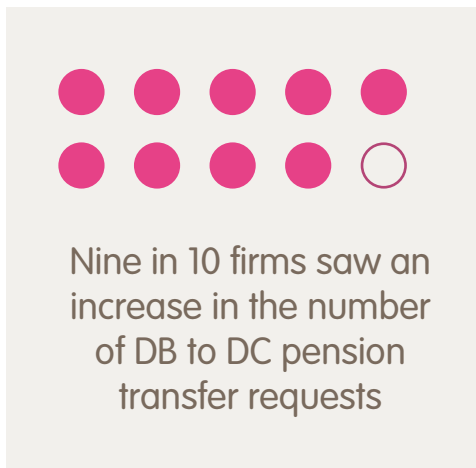 Nine in 10 firms saw an
increase in the number
of DB to DC pension
transfer requests